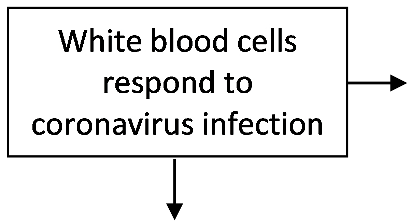 White blood cells
respond to
coronavirus infection